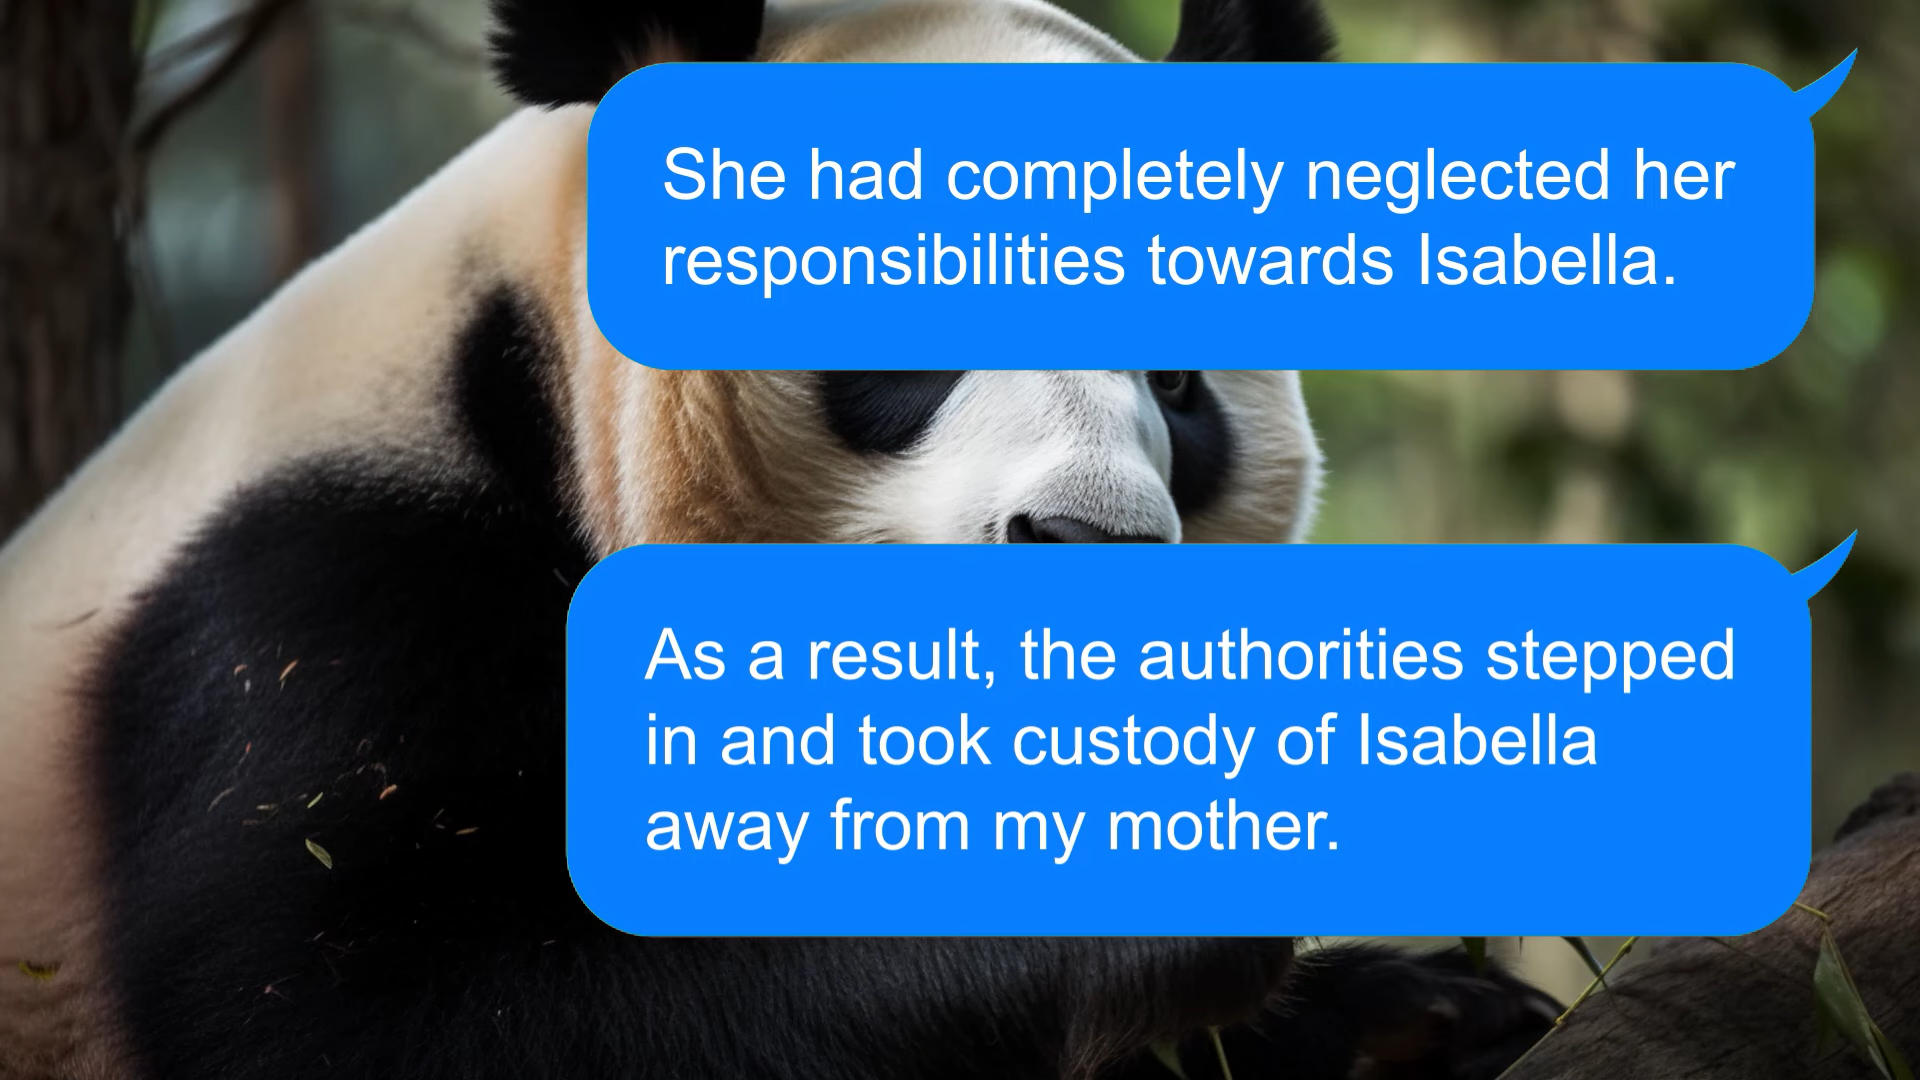 She had completely neglected her
responsibilities towards Isabella.
As a result, the authorities stepped
in and took custody of Isabella
away from my mother.